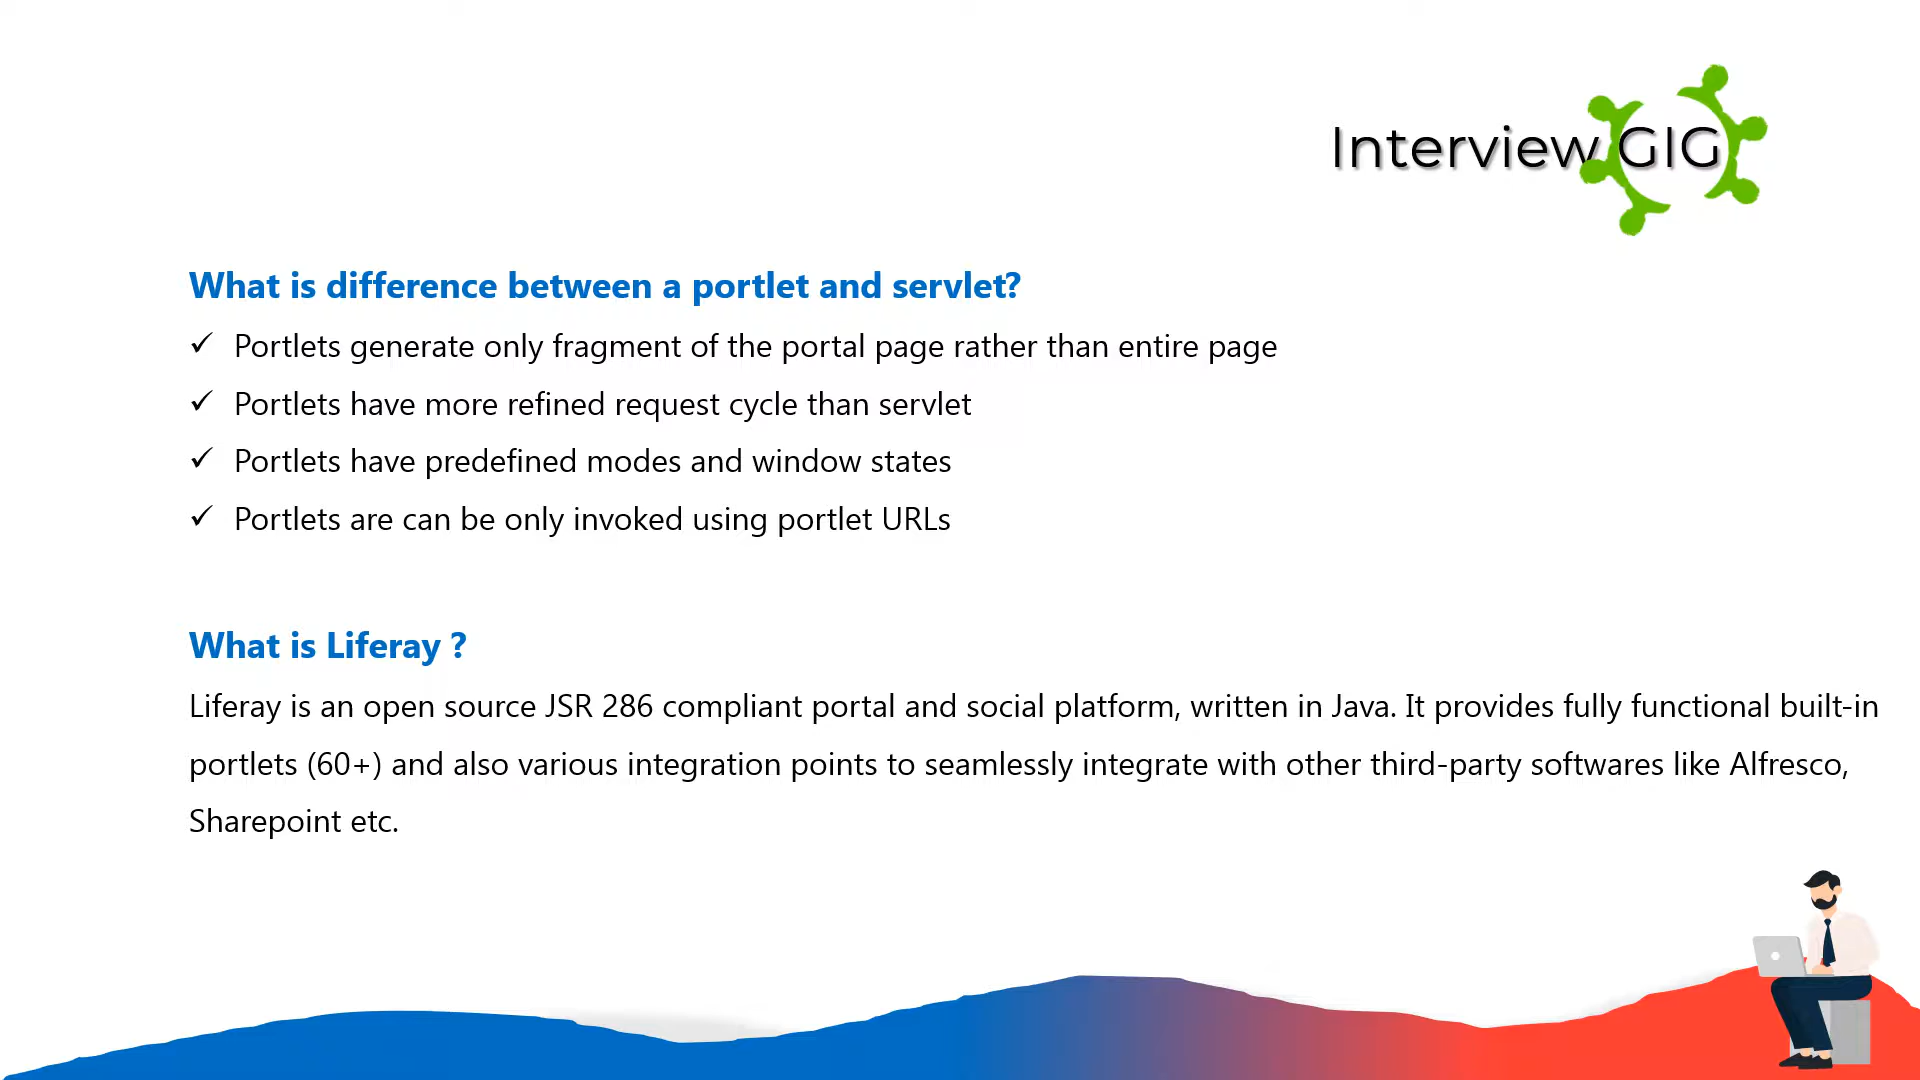 Interview GIG
What is difference between a portlet and servlet?
✓ Portlets generate only fragment of the portal page rather than entire page
✓ Portlets have more refined request cycle than servlet
✓ Portlets have predefined modes and window states
✓ Portlets are can be only invoked using portlet URLs
What is Liferay ?
Liferay is an open source JSR 286 compliant portal and social platform, written in Java. It provides fully functional built-in
portlets (60+) and also various integration points to seamlessly integrate with other third-party softwares like Alfresco,
Sharepoint etc.